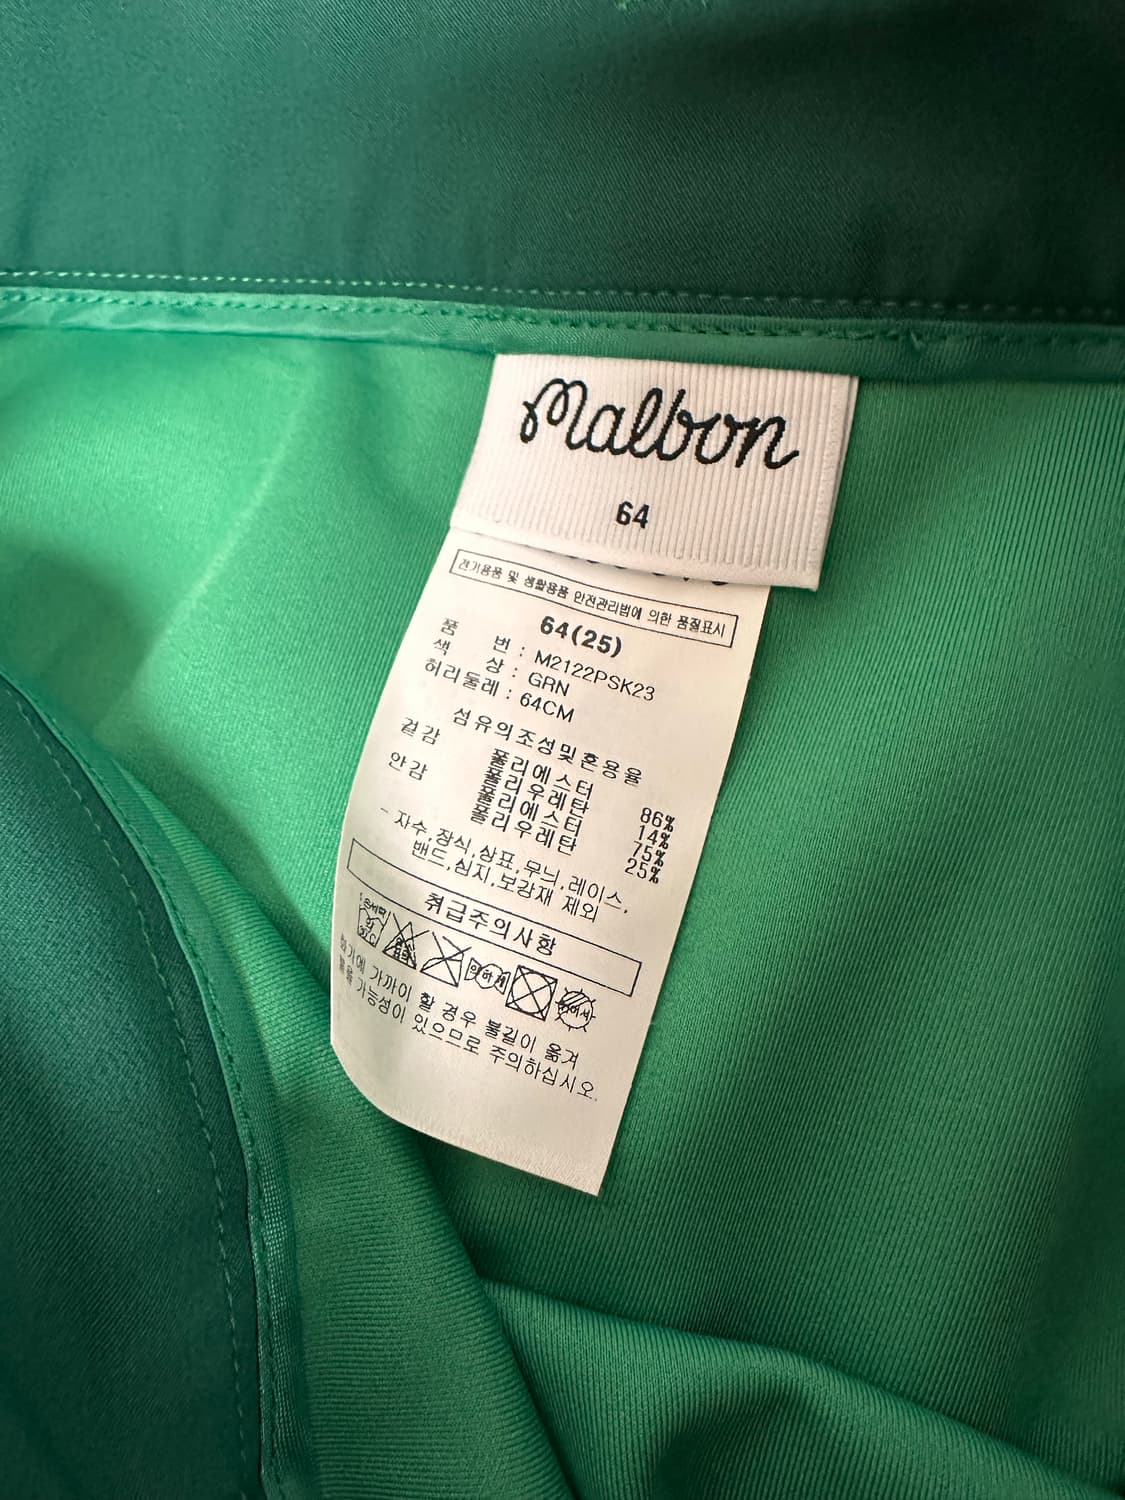 Malbon
64
전기용품 및 생활용품 안전관리법에 의한 품질표시
64(25)
품 번 : M2122PSK23
색 상 : GRN
허리둘레 : 64CM
섬유의조성및혼용율
겉감 폴리에스터 86%
폴리우레탄 14%
안감 폴리에스터 75%
폴리우레탄 25%
- 자수,장식,상표,무늬,레이스,
밴드,심지,보강재 제외
취급주의사항
약하게
화기에 가까이 할 경우 불길이 옮겨
붙을 가능성이 있으므로 주의하십시오.